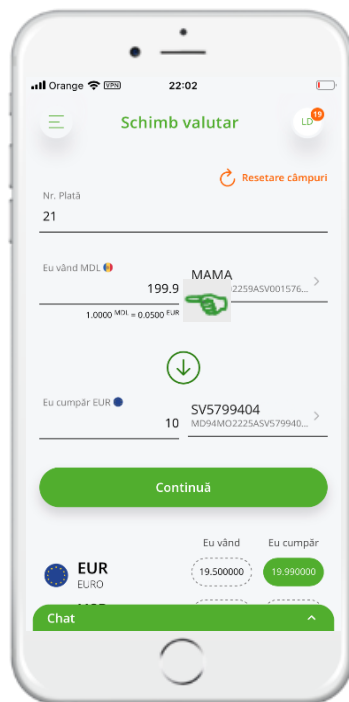 Orange VPN 22:02
Schimb valutar
LD 19
Resetare câmpuri
Nr. Plată
21
Eu vând MDL
199.9
MAMA
2259ASV001576...
1.0000 MDL = 0.0500 EUR
Eu cumpăr EUR
10
SV5799404
MD94MO2225ASV579940...
Continuă
Eu vând Eu cumpăr
EUR 19.500000 19.990000
EURO
Chat